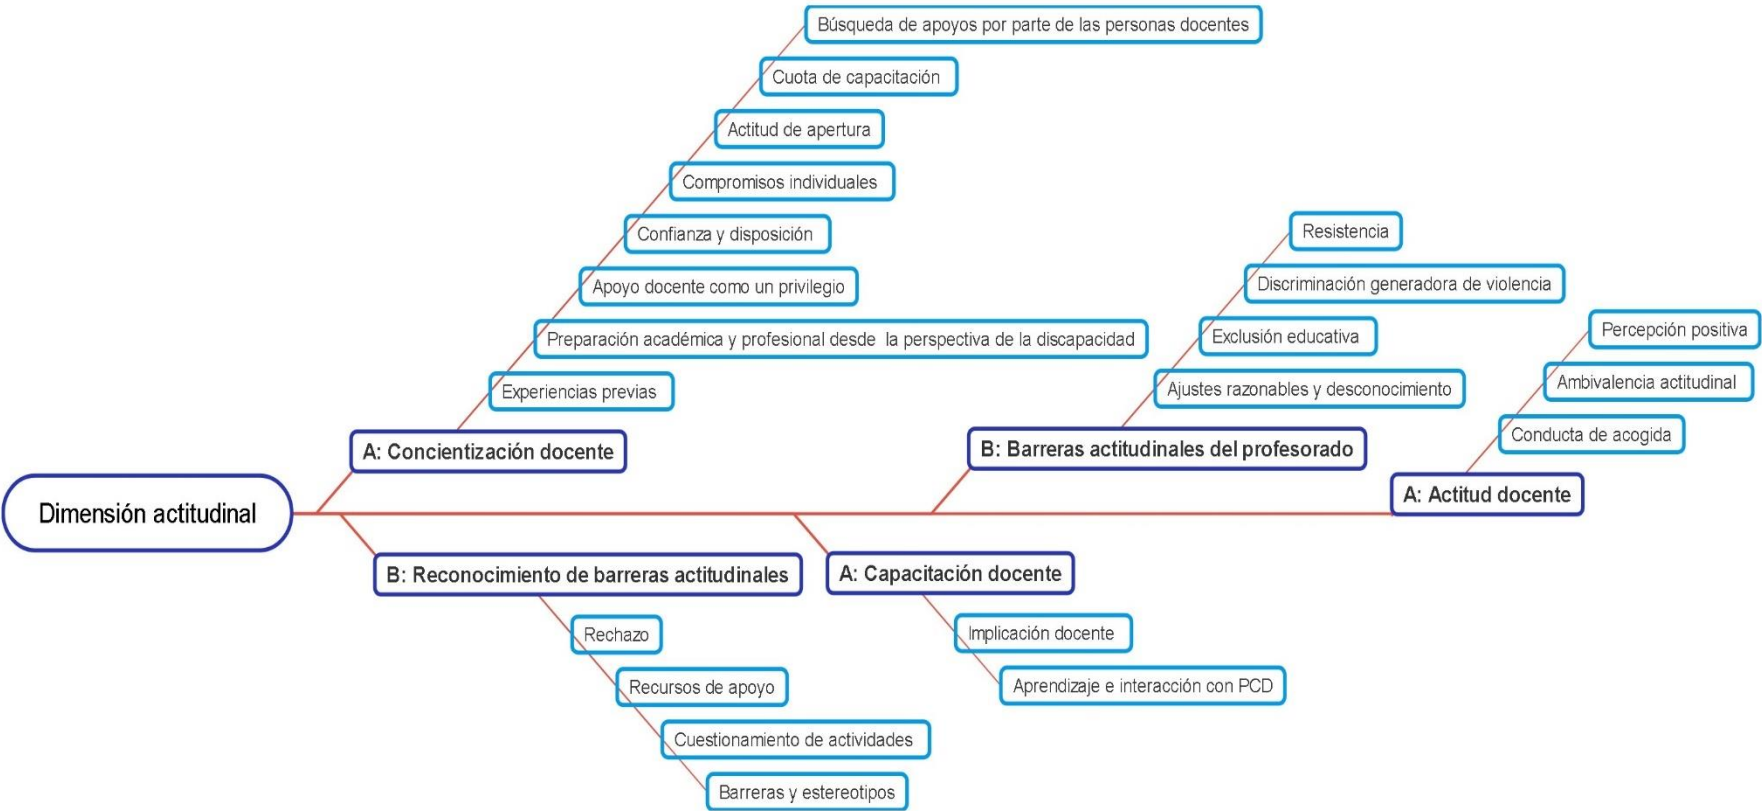 Búsqueda de apoyos por parte de las personas docentes
Cuota de capacitación
Actitud de apertura
Compromisos individuales
Confianza y disposición
Apoyo docente como un privilegio
Preparación académica y profesional desde la perspectiva de la discapacidad
Experiencias previas
A: Concientización docente
Resistencia
Discriminación generadora de violencia
Exclusión educativa
Ajustes razonables y desconocimiento
B: Barreras actitudinales del profesorado
Percepción positiva
Ambivalencia actitudinal
Conducta de acogida
A: Actitud docente
Dimensión actitudinal
B: Reconocimiento de barreras actitudinales
Rechazo
Recursos de apoyo
Cuestionamiento de actividades
Barreras y estereotipos
A: Capacitación docente
Implicación docente
Aprendizaje e interacción con PCD